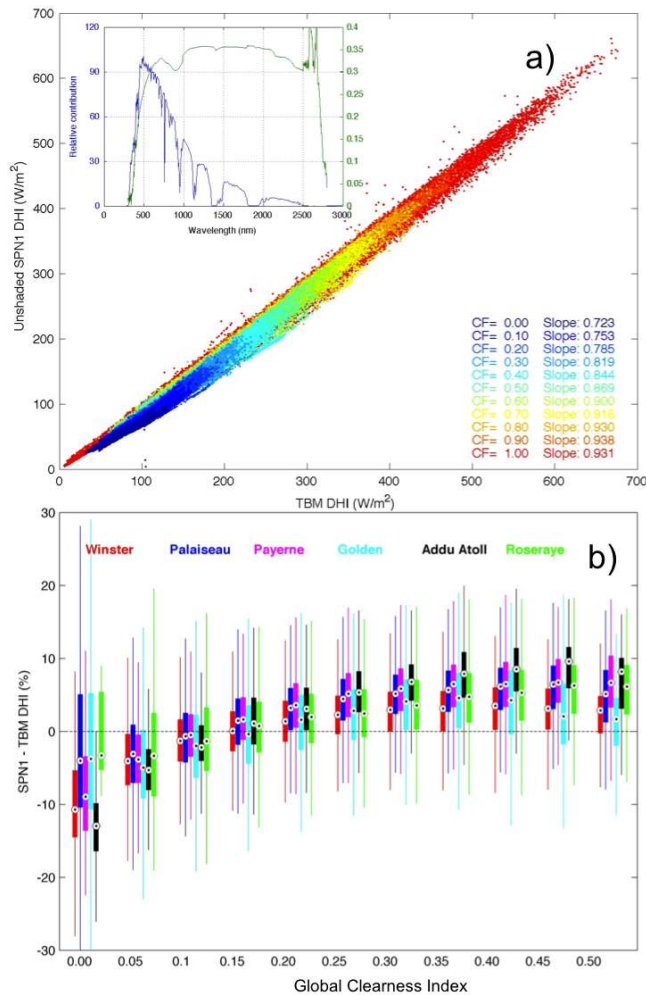 a)
700
600
500
400
300
200
100
0
Unshaded SPN1 DHI (W/m²)
120
90
60
30
0
Relative contribution
0.4
0.35
0.3
0.25
0.2
0.15
0.1
0.05
0
0 500 1000 1500 2000 2500 3000
Wavelength (nm)
CF= 0.00 Slope: 0.723
CF= 0.10 Slope: 0.753
CF= 0.20 Slope: 0.785
CF= 0.30 Slope: 0.819
CF= 0.40 Slope: 0.844
CF= 0.50 Slope: 0.869
CF= 0.60 Slope: 0.900
CF= 0.70 Slope: 0.916
CF= 0.80 Slope: 0.930
CF= 0.90 Slope: 0.938
CF= 1.00 Slope: 0.931
0 100 200 300 400 500 600 700
TBM DHI (W/m²)
b)
Winster Palaiseau Payerne Golden Addu Atoll Roseraye
30
20
10
0
-10
-20
-30
SPN1 - TBM DHI (%)
0.00 0.05 0.1 0.15 0.20 0.25 0.30 0.35 0.40 0.45 0.50
Global Clearness Index